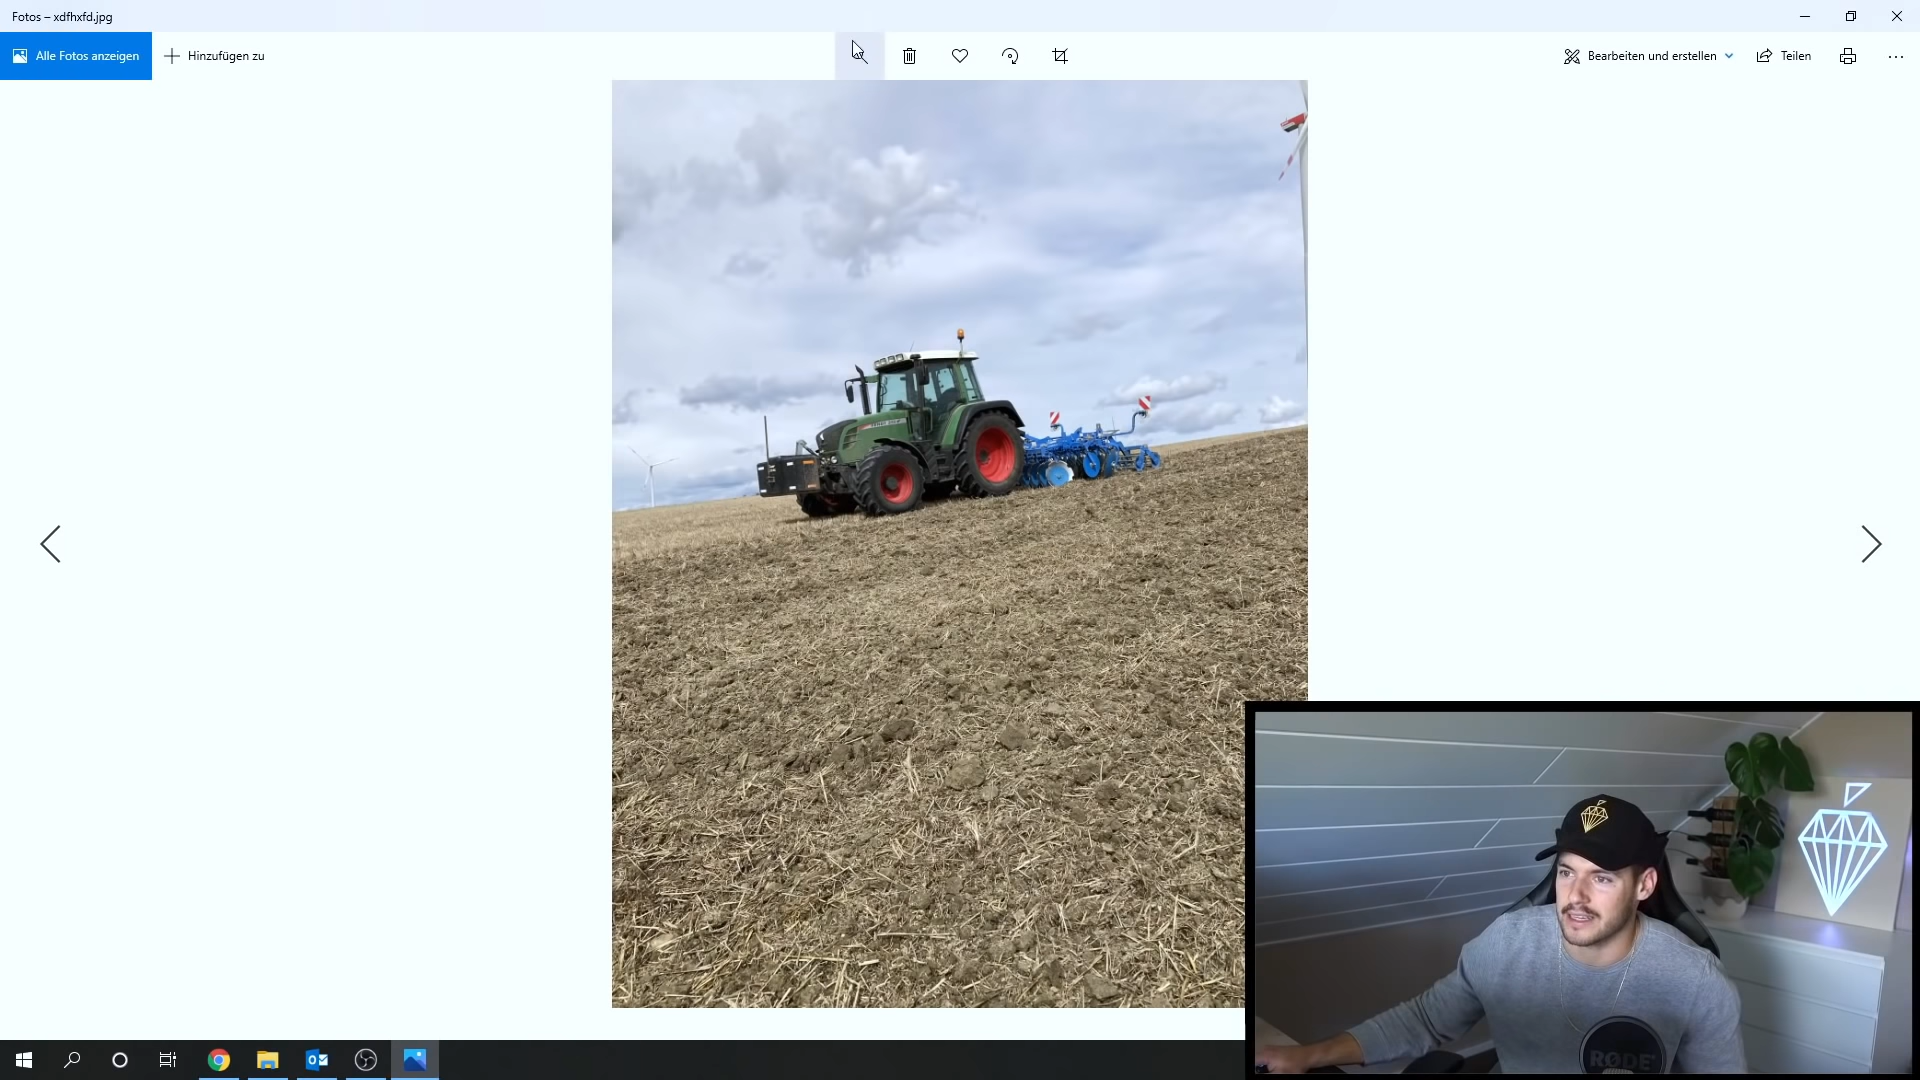 Fotos – xdfhxfd.jpg
Alle Fotos anzeigen
Hinzufügen zu
Bearbeiten und erstellen
Teilen
RØDE